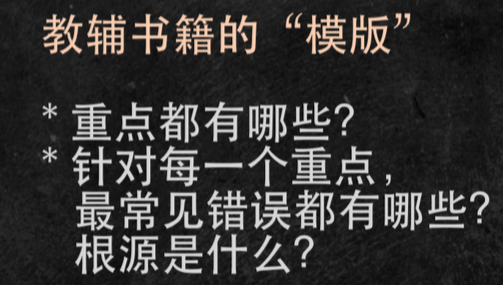 教辅书籍的“模版”
* 重点都有哪些?
* 针对每一个重点,
最常见错误都有哪些?
根源是什么?